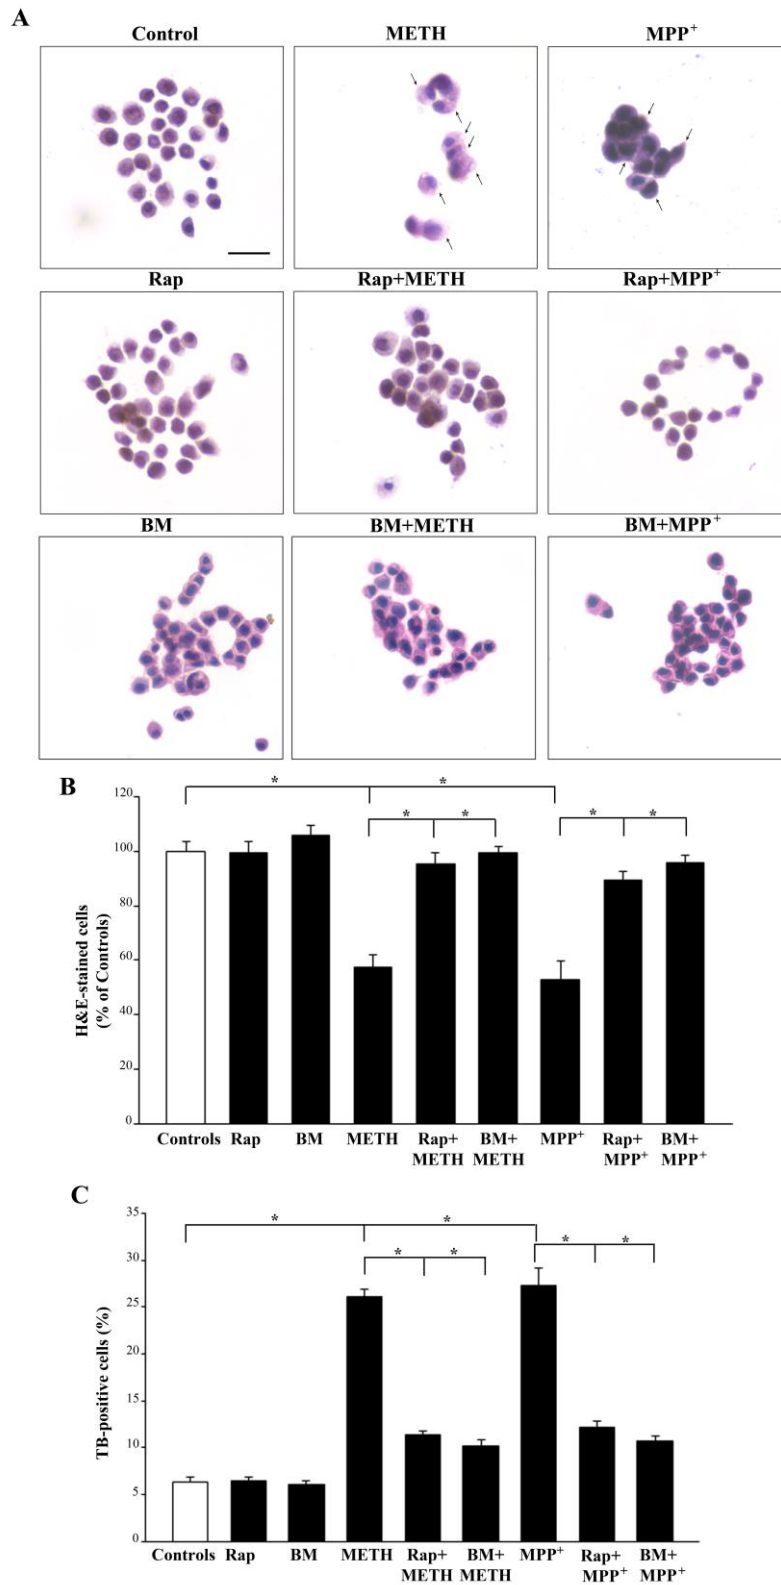 A
Control METH MPP⁺
Rap Rap+METH Rap+MPP⁺
BM BM+METH BM+MPP⁺
B
* *
* * * *
H&E-stained cells
(% of Controls)
120
100
80
60
40
20
0
Controls Rap BM METH Rap+ BM+ MPP⁺ Rap+ BM+
METH METH MPP⁺ MPP⁺
C
* *
* * * *
TB-positive cells (%)
35
30
25
20
15
10
5
0
Controls Rap BM METH Rap+ BM+ MPP⁺ Rap+ BM+
METH METH MPP⁺ MPP⁺